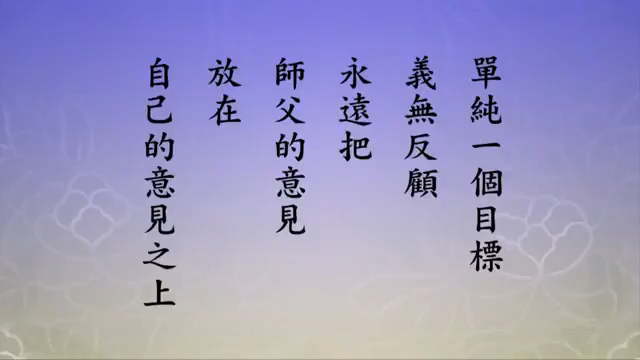 單純一個目標
義無反顧
永遠把
師父的意見
放在
自己的意見之上